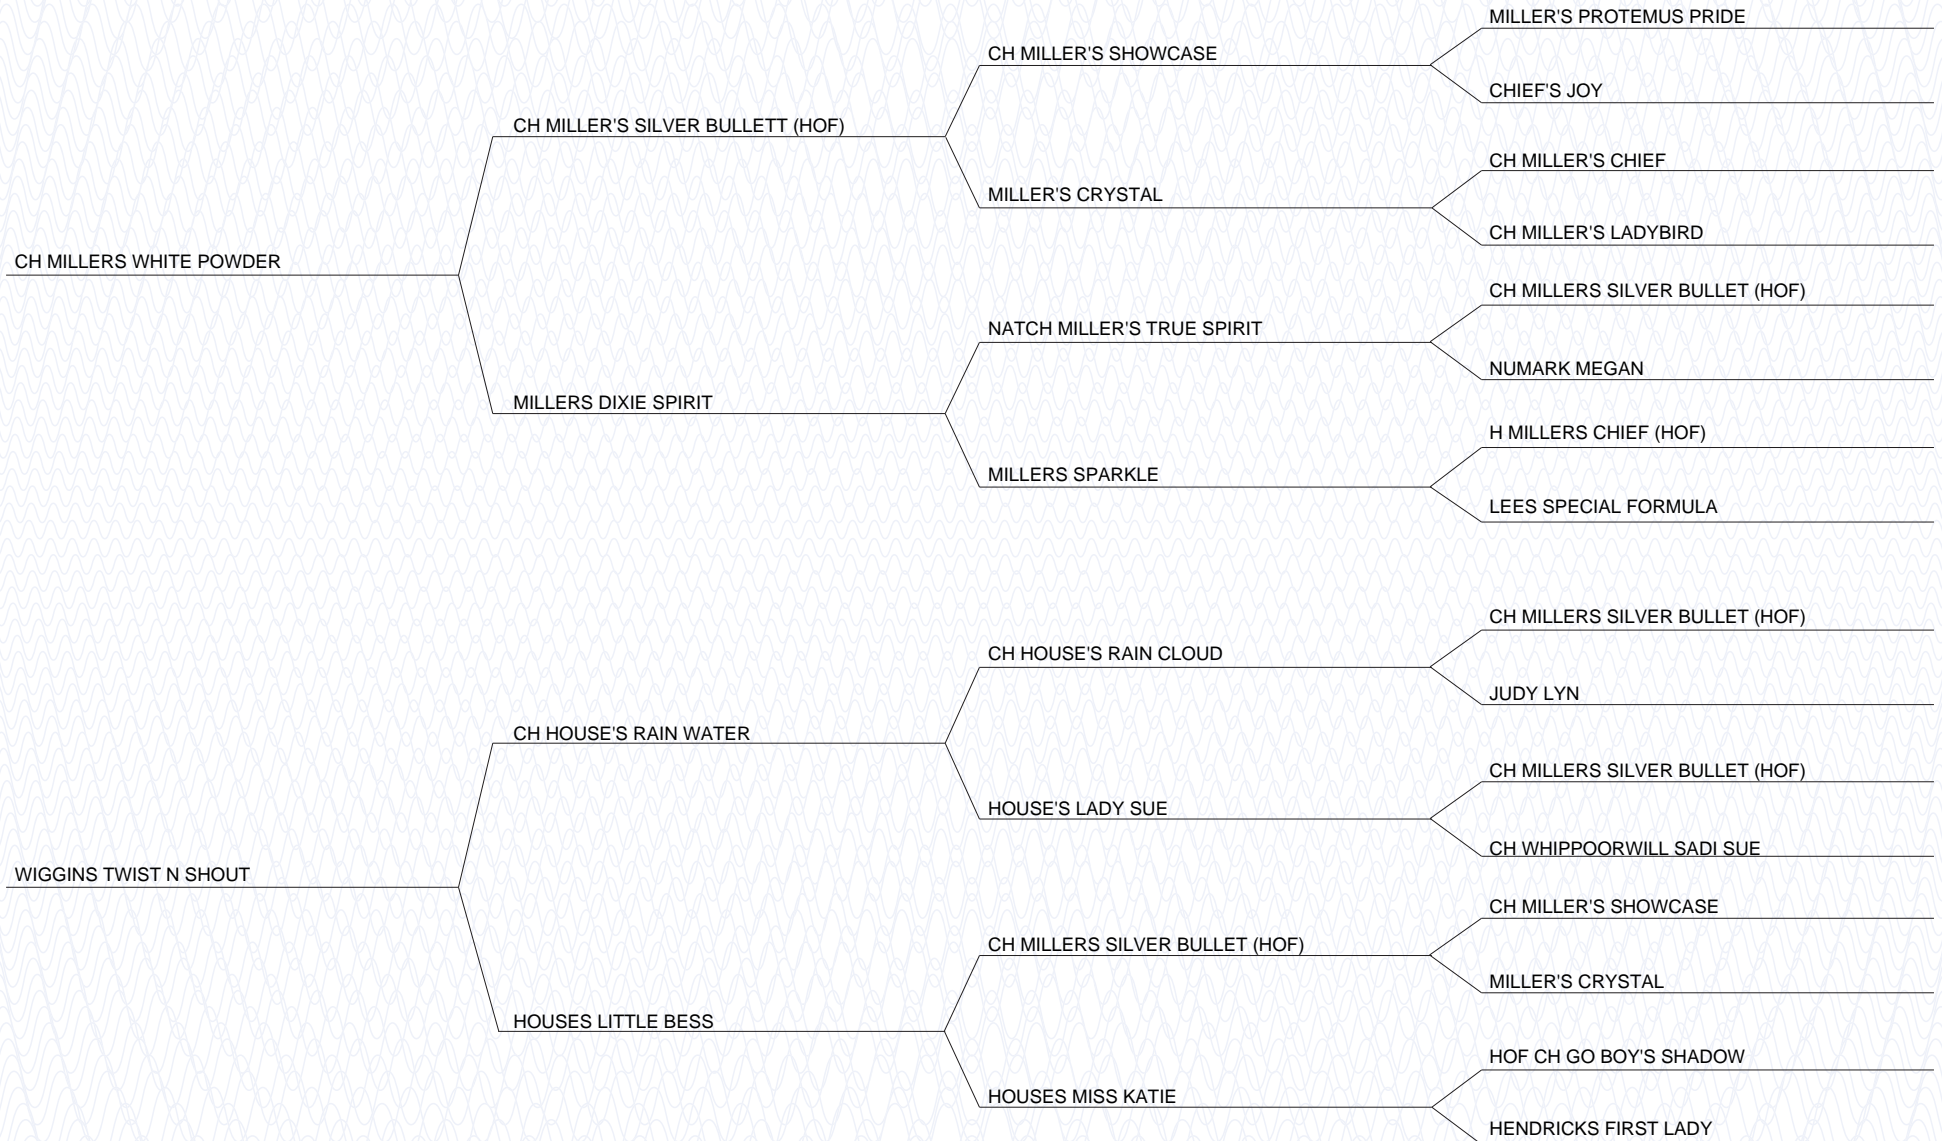 MILLER'S PROTEMUS PRIDE
CH MILLER'S SHOWCASE
CHIEF'S JOY
CH MILLER'S SILVER BULLETT (HOF)
CH MILLER'S CHIEF
MILLER'S CRYSTAL
CH MILLER'S LADYBIRD
CH MILLERS WHITE POWDER
CH MILLERS SILVER BULLET (HOF)
NATCH MILLER'S TRUE SPIRIT
NUMARK MEGAN
MILLERS DIXIE SPIRIT
H MILLERS CHIEF (HOF)
MILLERS SPARKLE
LEES SPECIAL FORMULA
CH MILLERS SILVER BULLET (HOF)
CH HOUSE'S RAIN CLOUD
JUDY LYN
CH HOUSE'S RAIN WATER
CH MILLERS SILVER BULLET (HOF)
HOUSE'S LADY SUE
CH WHIPPOORWILL SADI SUE
WIGGINS TWIST N SHOUT
CH MILLER'S SHOWCASE
CH MILLERS SILVER BULLET (HOF)
MILLER'S CRYSTAL
HOUSES LITTLE BESS
HOF CH GO BOY'S SHADOW
HOUSES MISS KATIE
HENDRICKS FIRST LADY